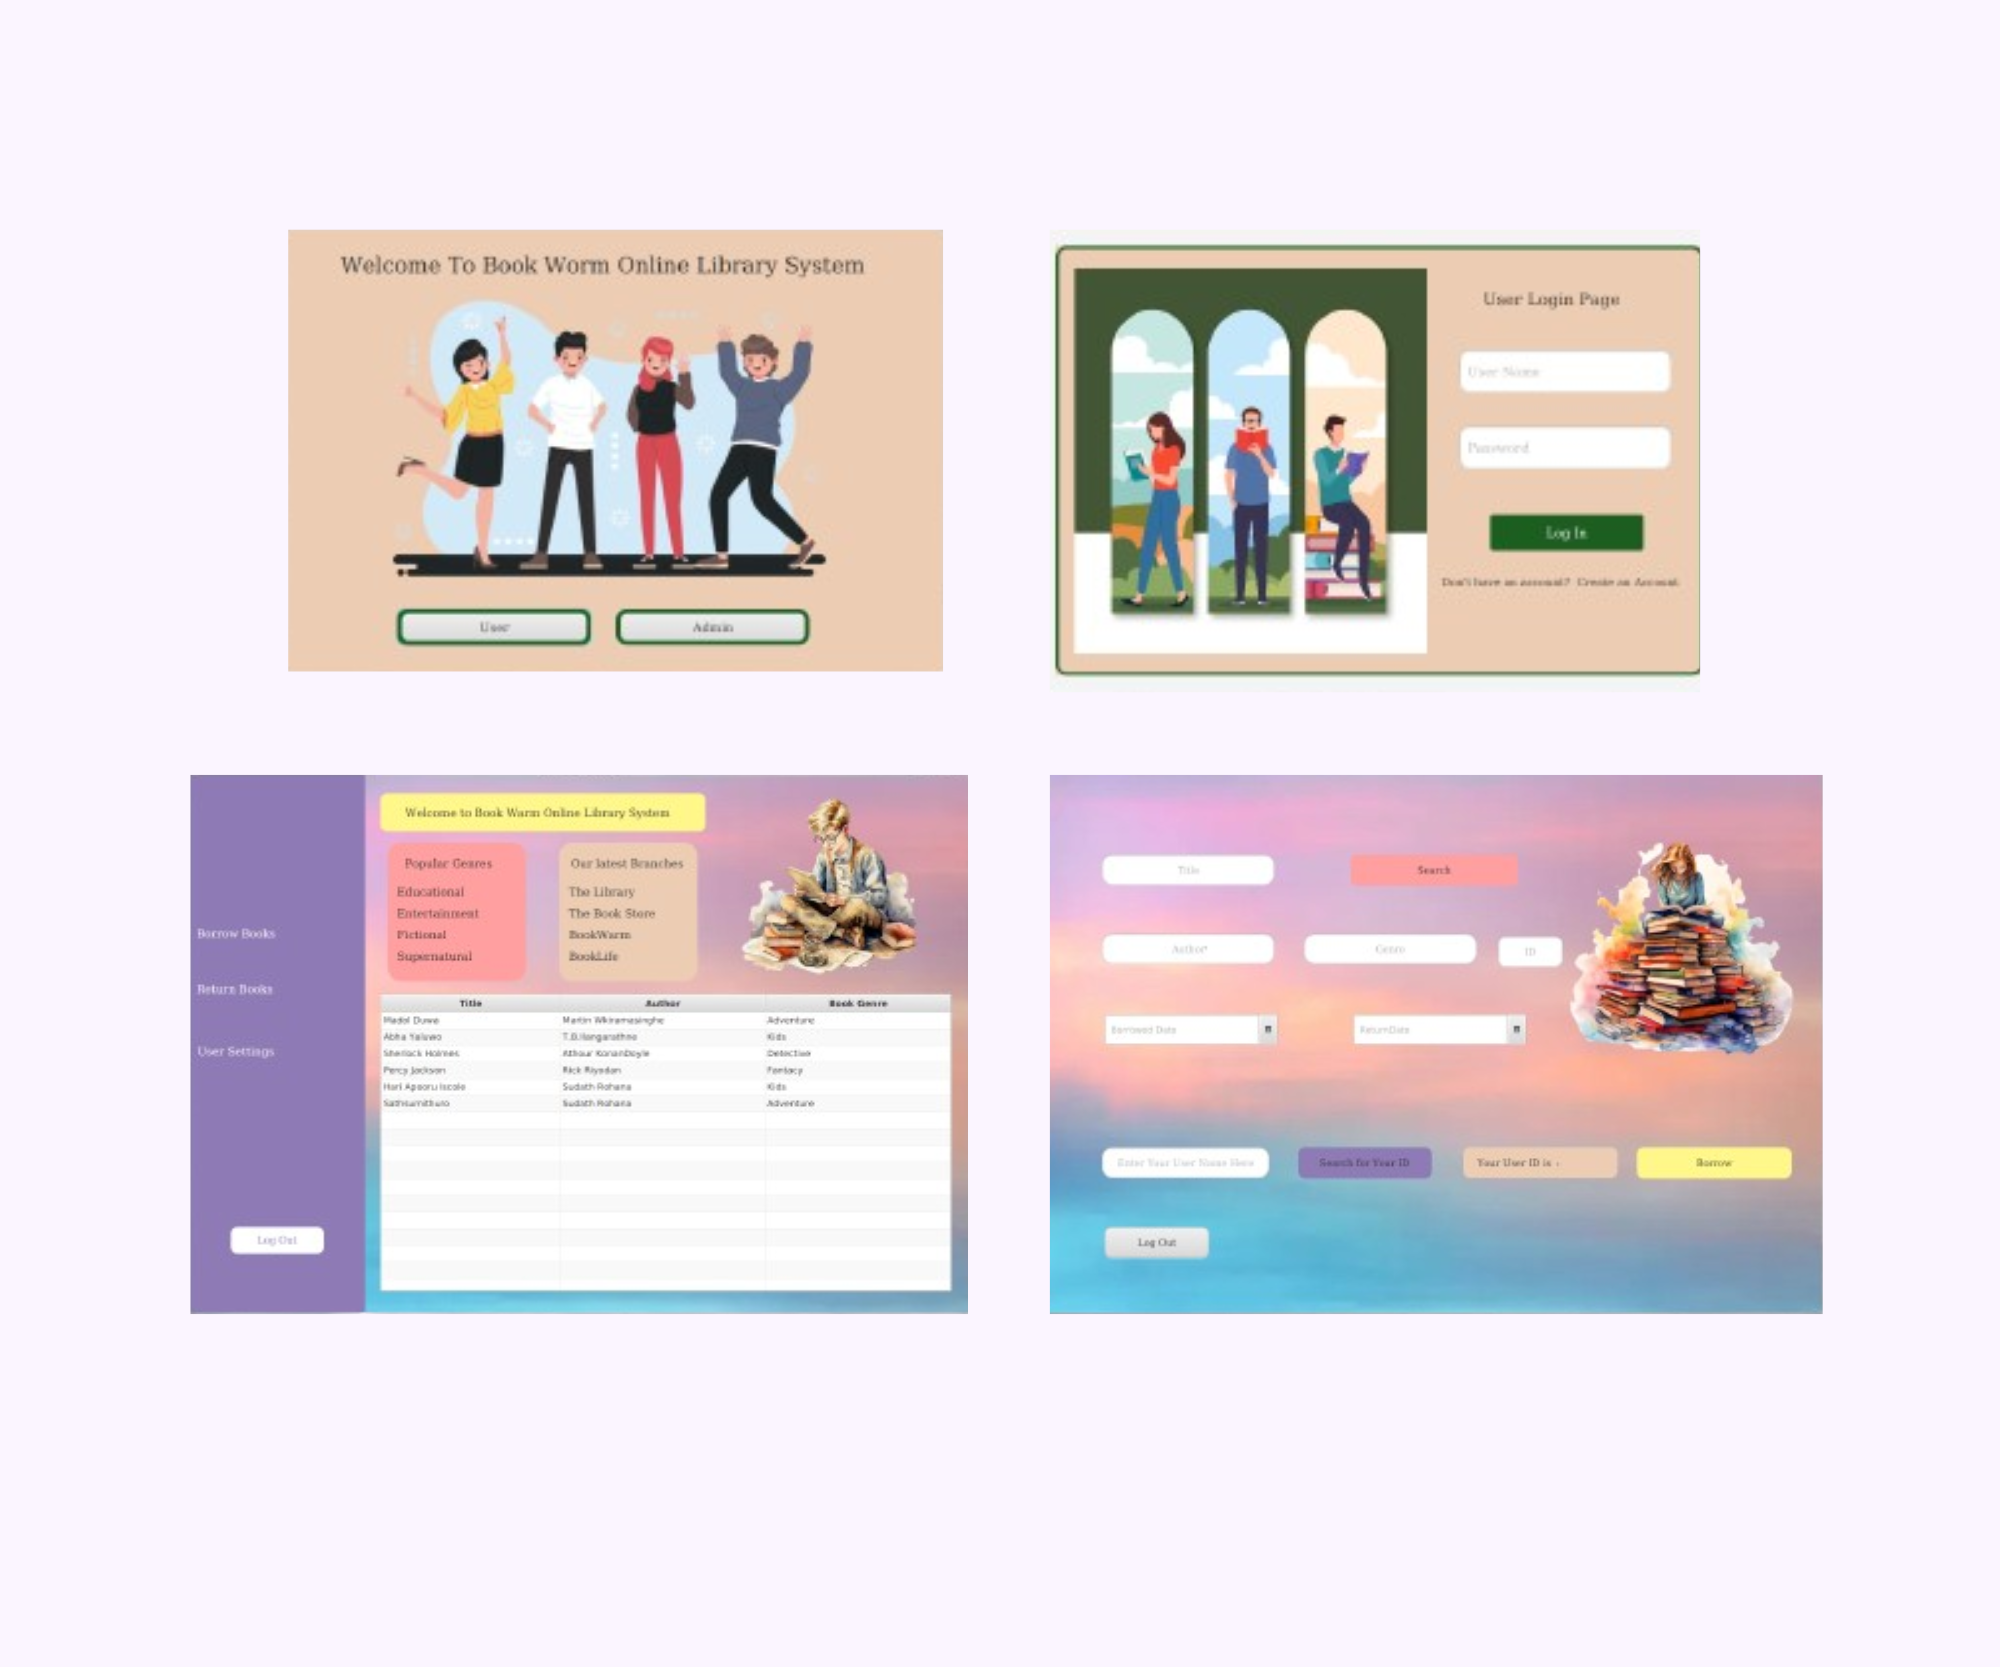 Welcome To Book Worm Online Library System
User
Admin
User Login Page
User Name
Password
Log In
Don't have an account? Create an Account
Borrow Books
Return Books
User Settings
Log Out
Welcome to Book Warm Online Library System
Popular Genres
Educational
Entertainment
Fictional
Supernatural
Our latest Branches
The Library
The Book Store
BookWarm
BookLife
Title Author Book Genre
Madol Duwa Martin Wkiramasinghe Adventure
Abha Yaluwo T.B.Ilangarathne Kids
Sherlock Holmes Athour KonanDoyle Detective
Percy Jackson Rick Riyodan Fantacy
Hari Apooru Iscole Sudath Rohana Kids
Sathsumithuro Sudath Rohana Adventure
Title
Search
Author
Genre
ID
Borrowed Date
ReturnDate
Enter Your User Name Here
Search for Your ID
Your User ID is :
Borrow
Log Out